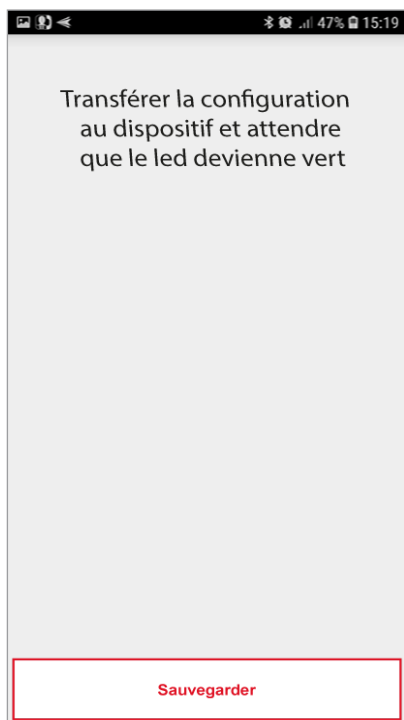 47% 15:19
Transférer la configuration
au dispositif et attendre
que le led devienne vert
Sauvegarder